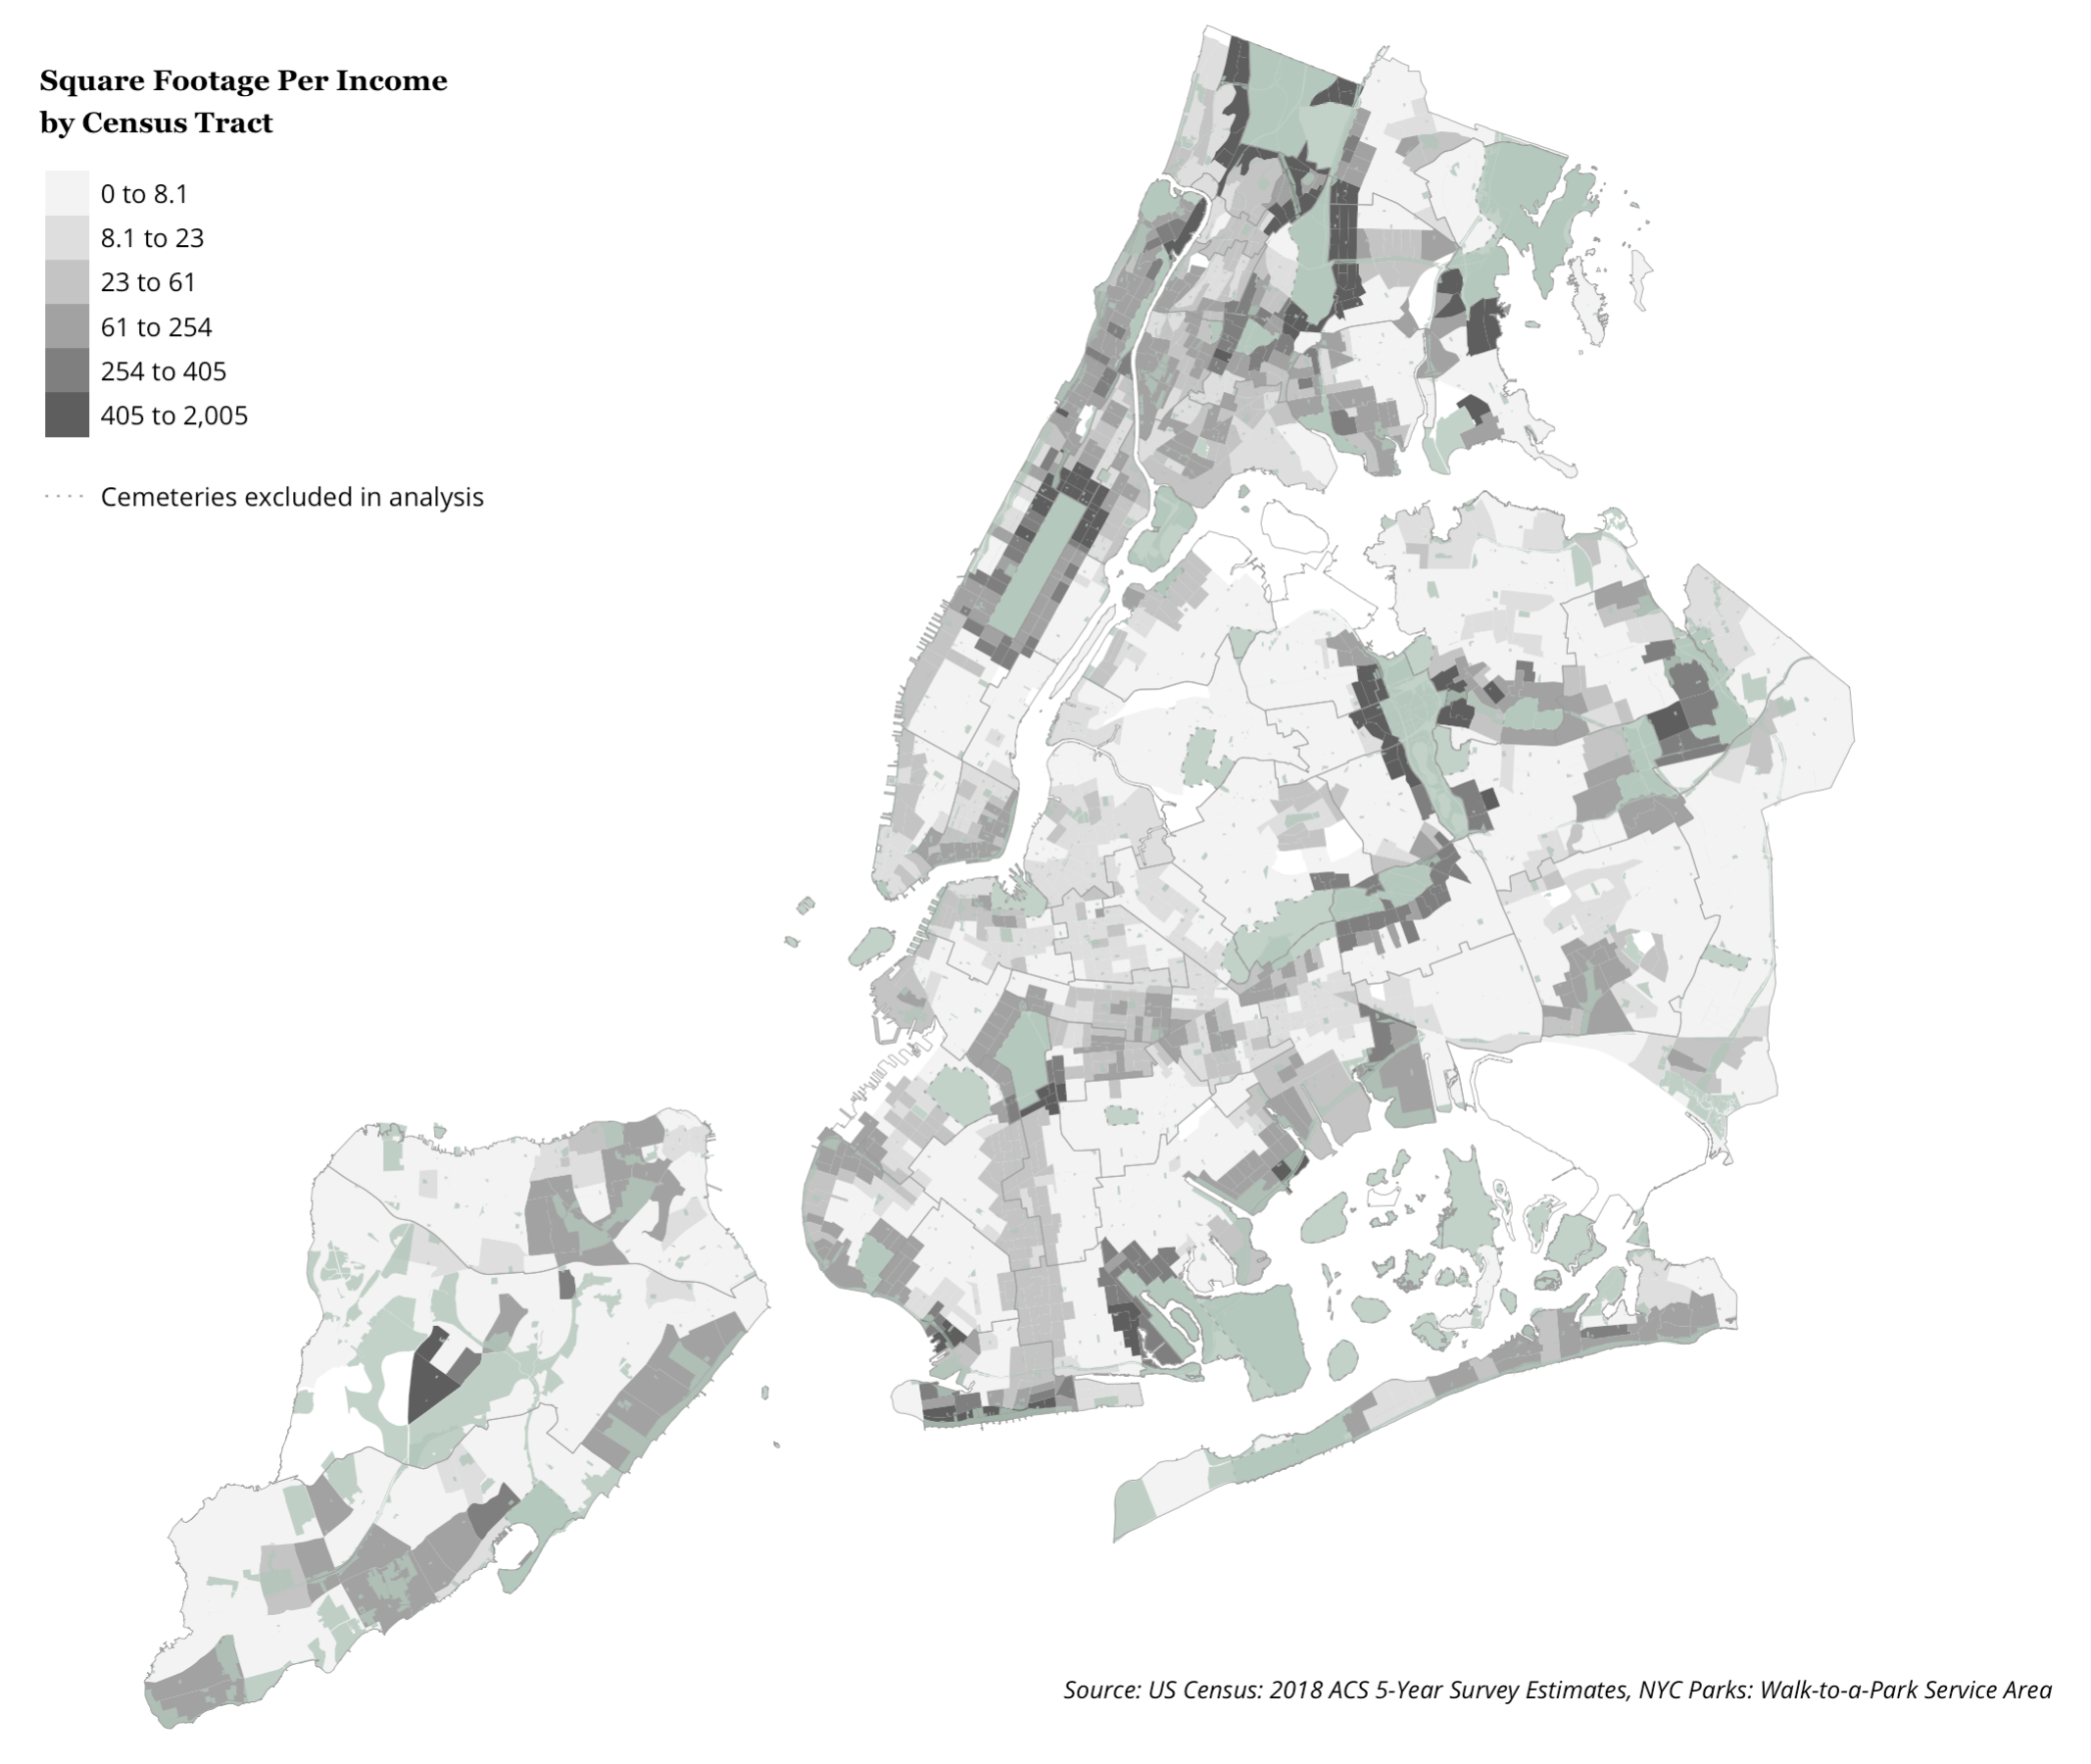 Square Footage Per Income
by Census Tract
0 to 8.1
8.1 to 23
23 to 61
61 to 254
254 to 405
405 to 2,005
Cemeteries excluded in analysis
Source: US Census: 2018 ACS 5-Year Survey Estimates, NYC Parks: Walk-to-a-Park Service Area